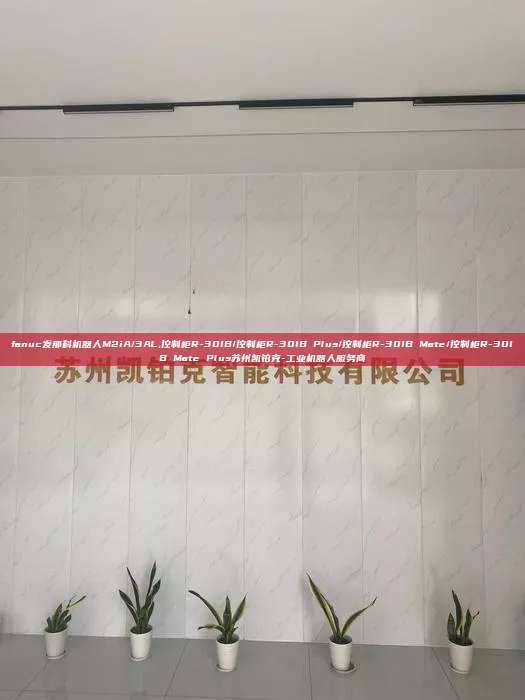 fanuc发那科机器人M2iA/3AL,控制柜R-30IB/控制柜R-30IB Plus/控制柜R-30IB Mate/控制柜R-30I
B Mate Plus苏州凯铂克-工业机器人服务商
苏州凯铂克智能科技有限公司